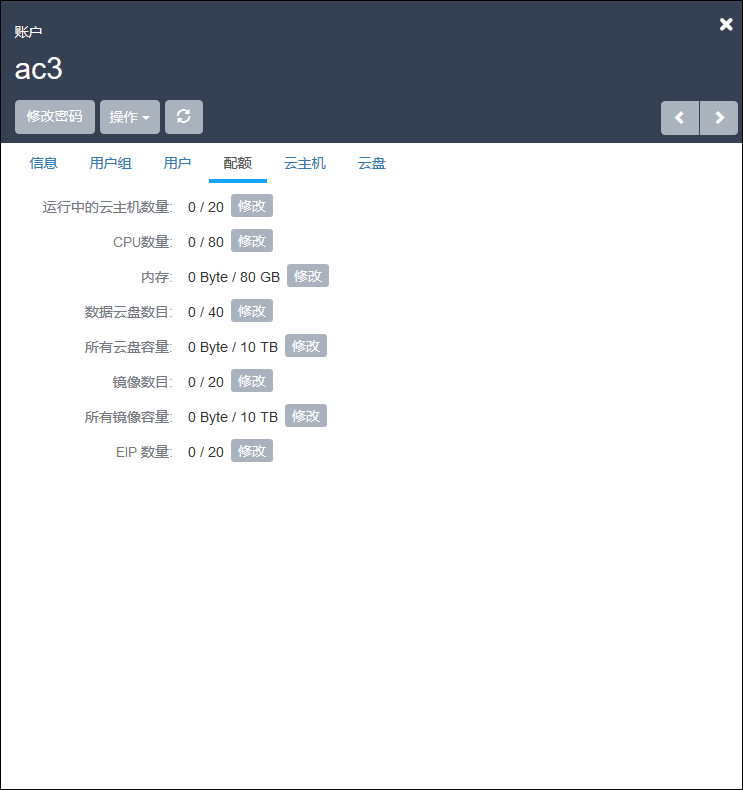 账户
ac3
修改密码 操作
信息 用户组 用户 配额 云主机 云盘
运行中的云主机数量: 0 / 20 修改
CPU数量: 0 / 80 修改
内存: 0 Byte / 80 GB 修改
数据云盘数目: 0 / 40 修改
所有云盘容量: 0 Byte / 10 TB 修改
镜像数目: 0 / 20 修改
所有镜像容量: 0 Byte / 10 TB 修改
EIP 数量: 0 / 20 修改